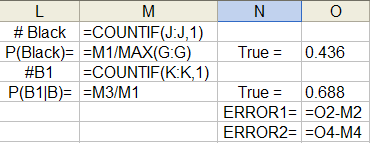 L M N O
# Black =COUNTIF(J:J,1)
P(Black)= =M1/MAX(G:G) True = 0.436
#B1 =COUNTIF(K:K,1)
P(B1|B)= =M3/M1 True = 0.688
ERROR1= =O2-M2
ERROR2= =O4-M4